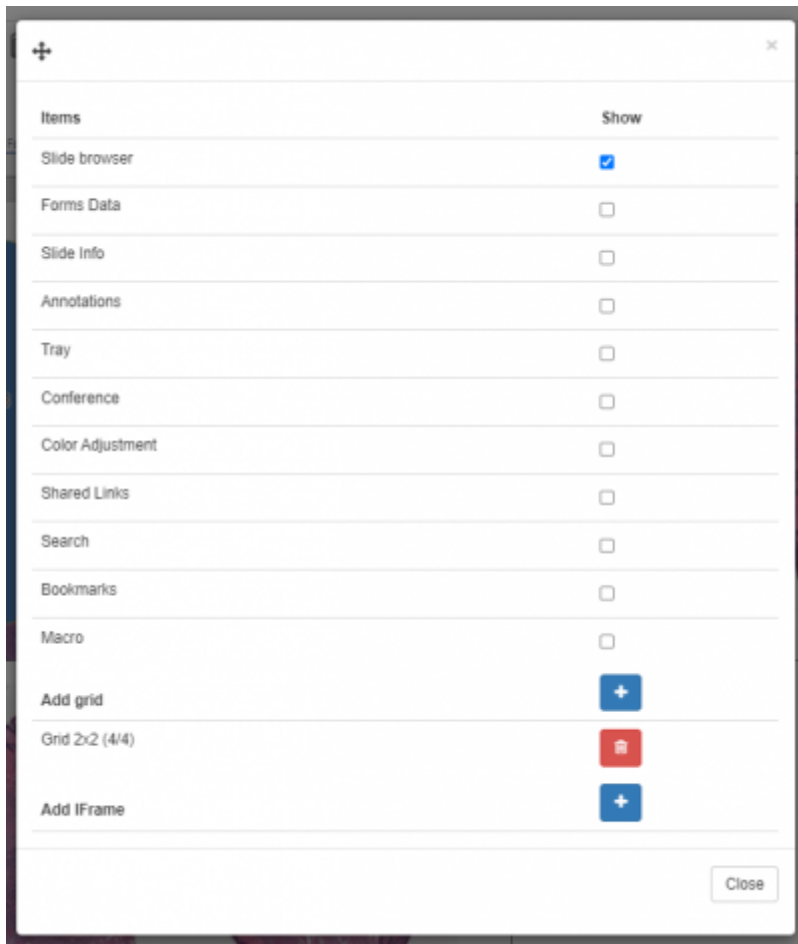 Items Show
Slide browser
Forms Data
Slide Info
Annotations
Tray
Conference
Color Adjustment
Shared Links
Search
Bookmarks
Macro
Add grid
Grid 2x2 (4/4)
Add IFrame
Close